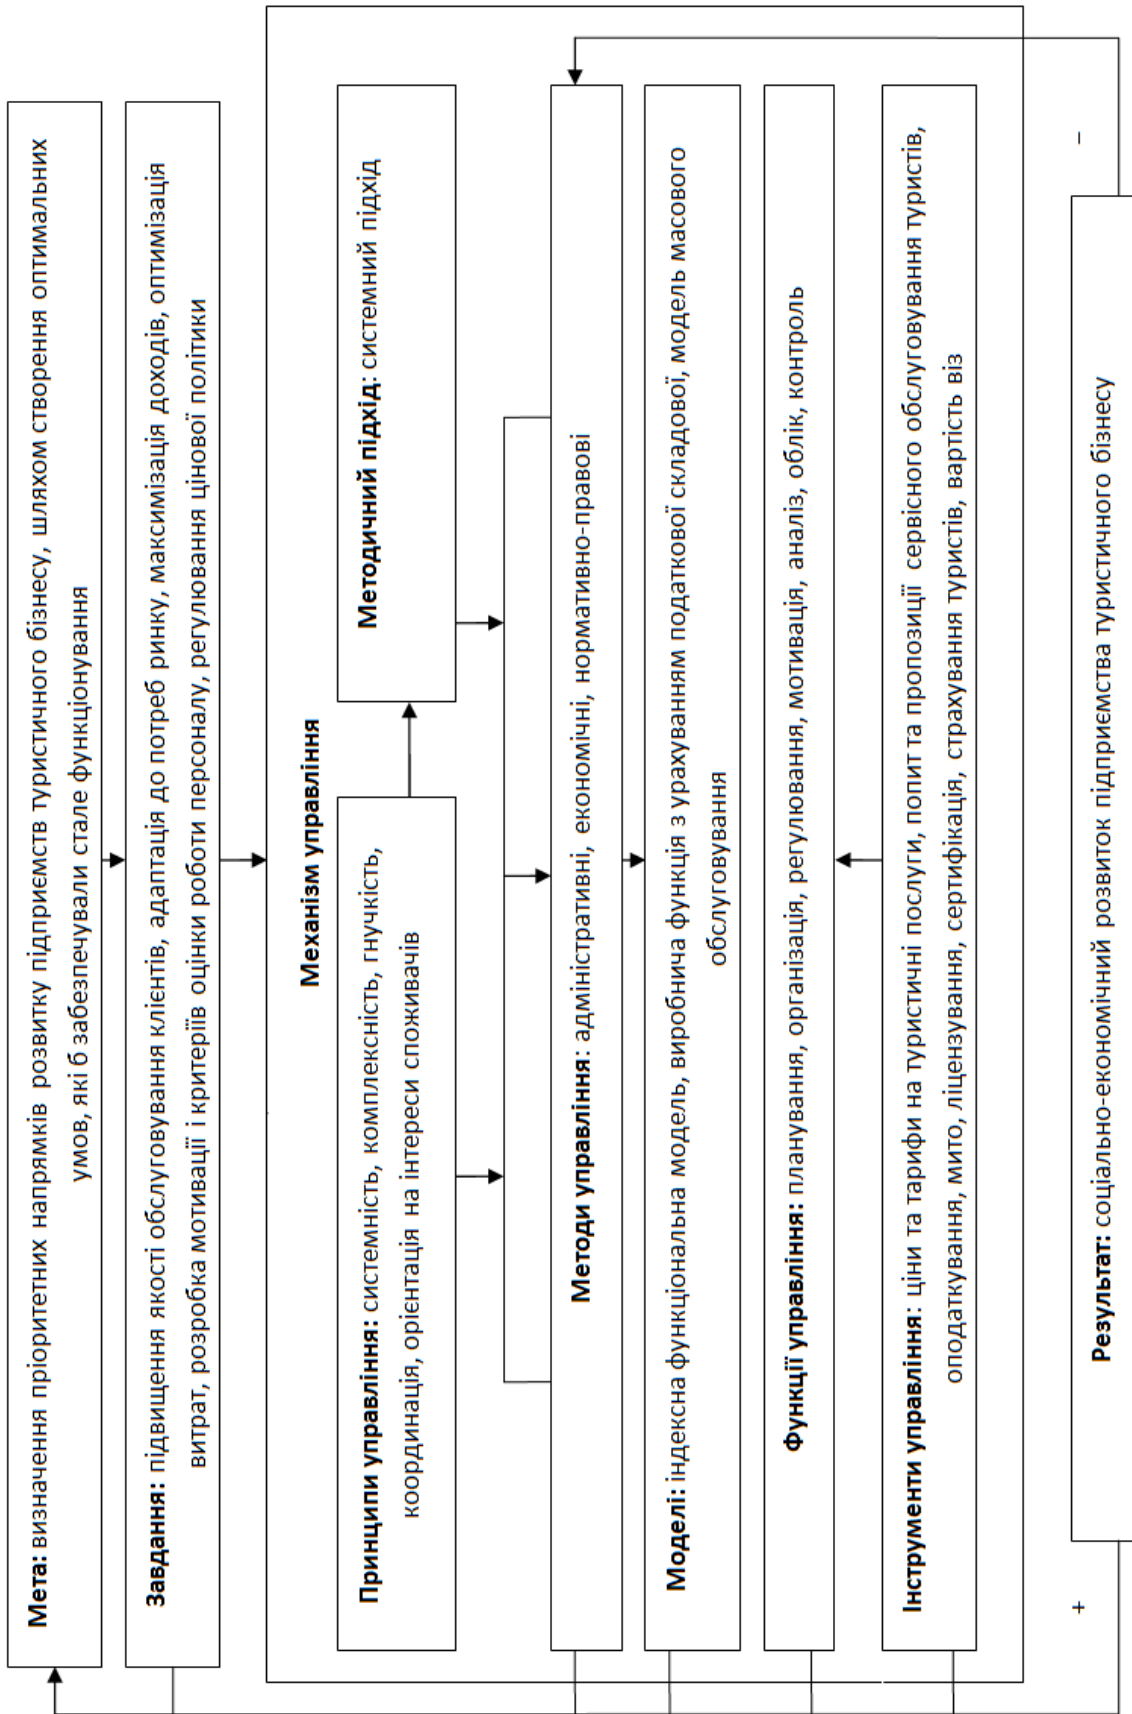 Мета: визначення пріоритетних напрямків розвитку підприємств туристичного бізнесу, шляхом створення оптимальних
умов, які б забезпечували стале функціонування
Завдання: підвищення якості обслуговування клієнтів, адаптація до потреб ринку, максимізація доходів, оптимізація
витрат, розробка мотивації і критеріїв оцінки роботи персоналу, регулювання цінової політики
Механізм управління
Принципи управління: системність, комплексність, гнучкість,
координація, орієнтація на інтереси споживачів
Методичний підхід: системний підхід
Методи управління: адміністративні, економічні, нормативно-правові
Моделі: індексна функціональна модель, виробнича функція з урахуванням податкової складової, модель масового
обслуговування
Функції управління: планування, організація, регулювання, мотивація, аналіз, облік, контроль
Інструменти управління: ціни та тарифи на туристичні послуги, попит та пропозиції сервісного обслуговування туристів,
оподаткування, мито, ліцензування, сертифікація, страхування туристів, вартість віз
+
–
Результат: соціально-економічний розвиток підприємства туристичного бізнесу